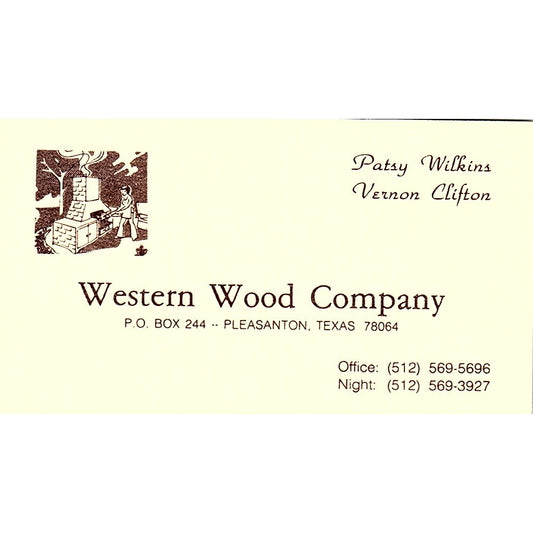 Patsy Wilkins
Vernon Clifton
Western Wood Company
P.O. BOX 244 -- PLEASANTON, TEXAS 78064
Office: (512) 569-5696
Night: (512) 569-3927